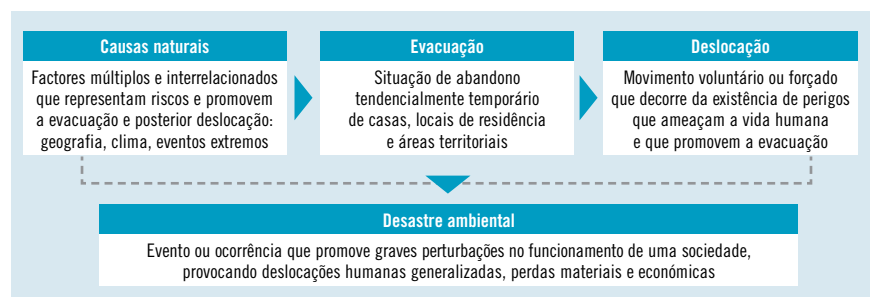 Causas naturais
Factores múltiplos e interrelacionados
que representam riscos e promovem
a evacuação e posterior deslocação:
geografia, clima, eventos extremos
Evacuação
Situação de abandono
tendencialmente temporário
de casas, locais de residência
e áreas territoriais
Deslocação
Movimento voluntário ou forçado
que decorre da existência de perigos
que ameaçam a vida humana
e que promovem a evacuação
Desastre ambiental
Evento ou ocorrência que promove graves perturbações no funcionamento de uma sociedade,
provocando deslocações humanas generalizadas, perdas materiais e económicas